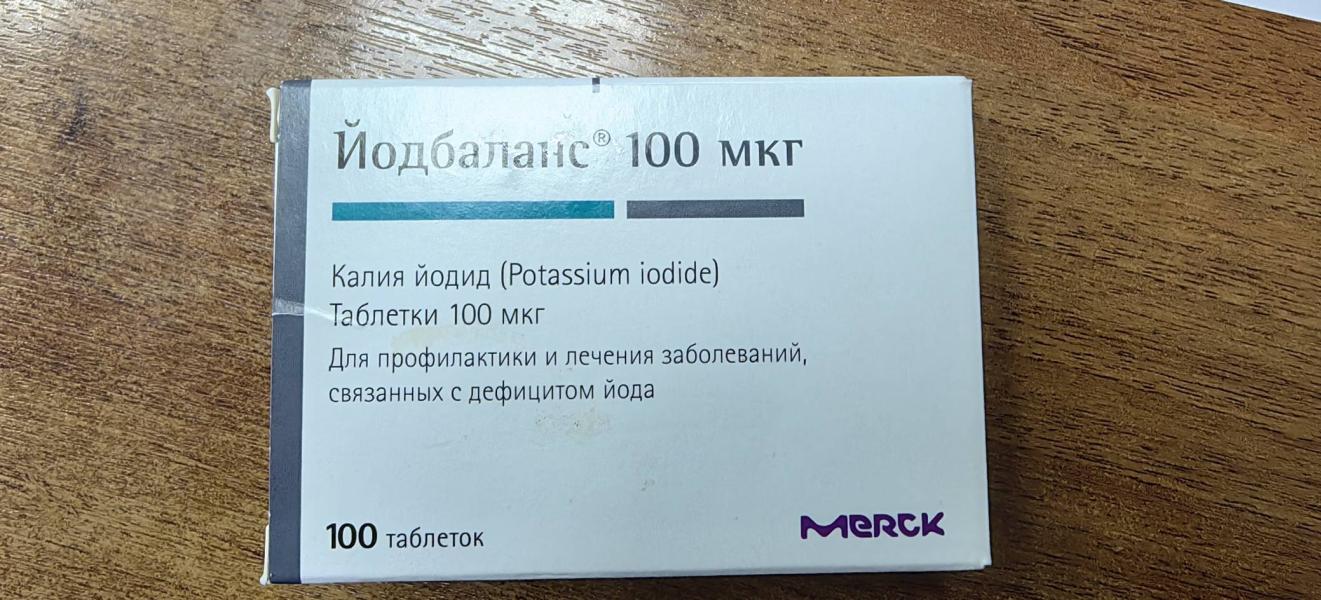 Йодбаланс® 100 мкг
Калия йодид (Potassium iodide)
Таблетки 100 мкг
Для профилактики и лечения заболеваний,
связанных с дефицитом йода
100 таблеток
MERCK